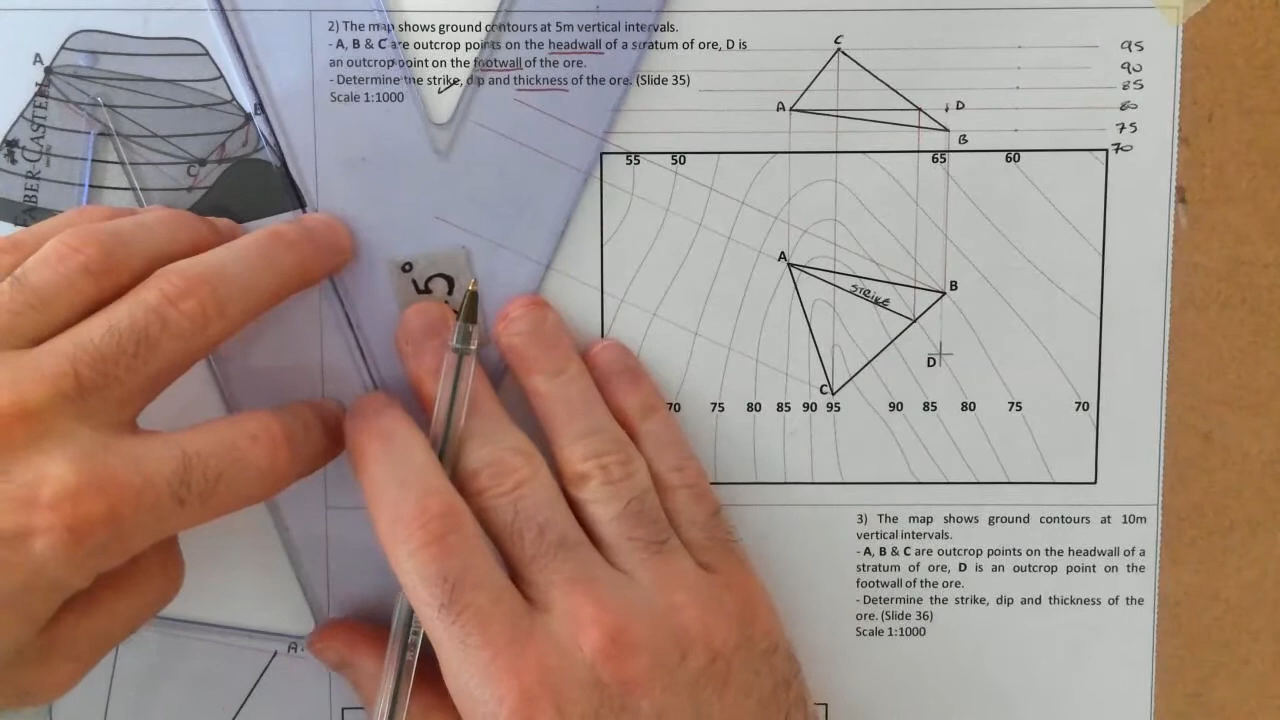 2) The map shows ground contours at 5m vertical intervals.
- A, B & C are outcrop points on the headwall of a stratum of ore, D is
an outcrop point on the footwall of the ore.
- Determine the strike, dip and thickness of the ore. (Slide 35)
Scale 1:1000
A
B
C
FABER-CASTELL
5°
C
A
D
B
95
90
85
80
75
70
55 50 65 60
A
B
STRIKE
D
C
70 75 80 85 90 95 90 85 80 75 70
3) The map shows ground contours at 10m
vertical intervals.
- A, B & C are outcrop points on the headwall of a
stratum of ore, D is an outcrop point on the
footwall of the ore.
- Determine the strike, dip and thickness of the
ore. (Slide 36)
Scale 1:1000
A